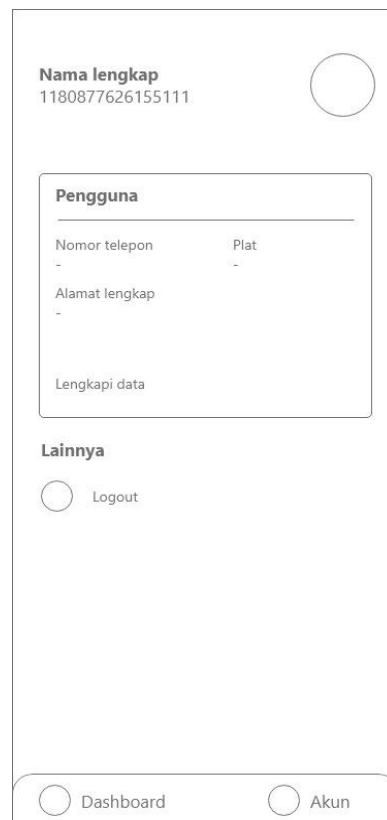 Nama lengkap
1180877626155111
Pengguna
Nomor telepon
-
Plat
-
Alamat lengkap
-
Lengkapi data
Lainnya
Logout
Dashboard
Akun